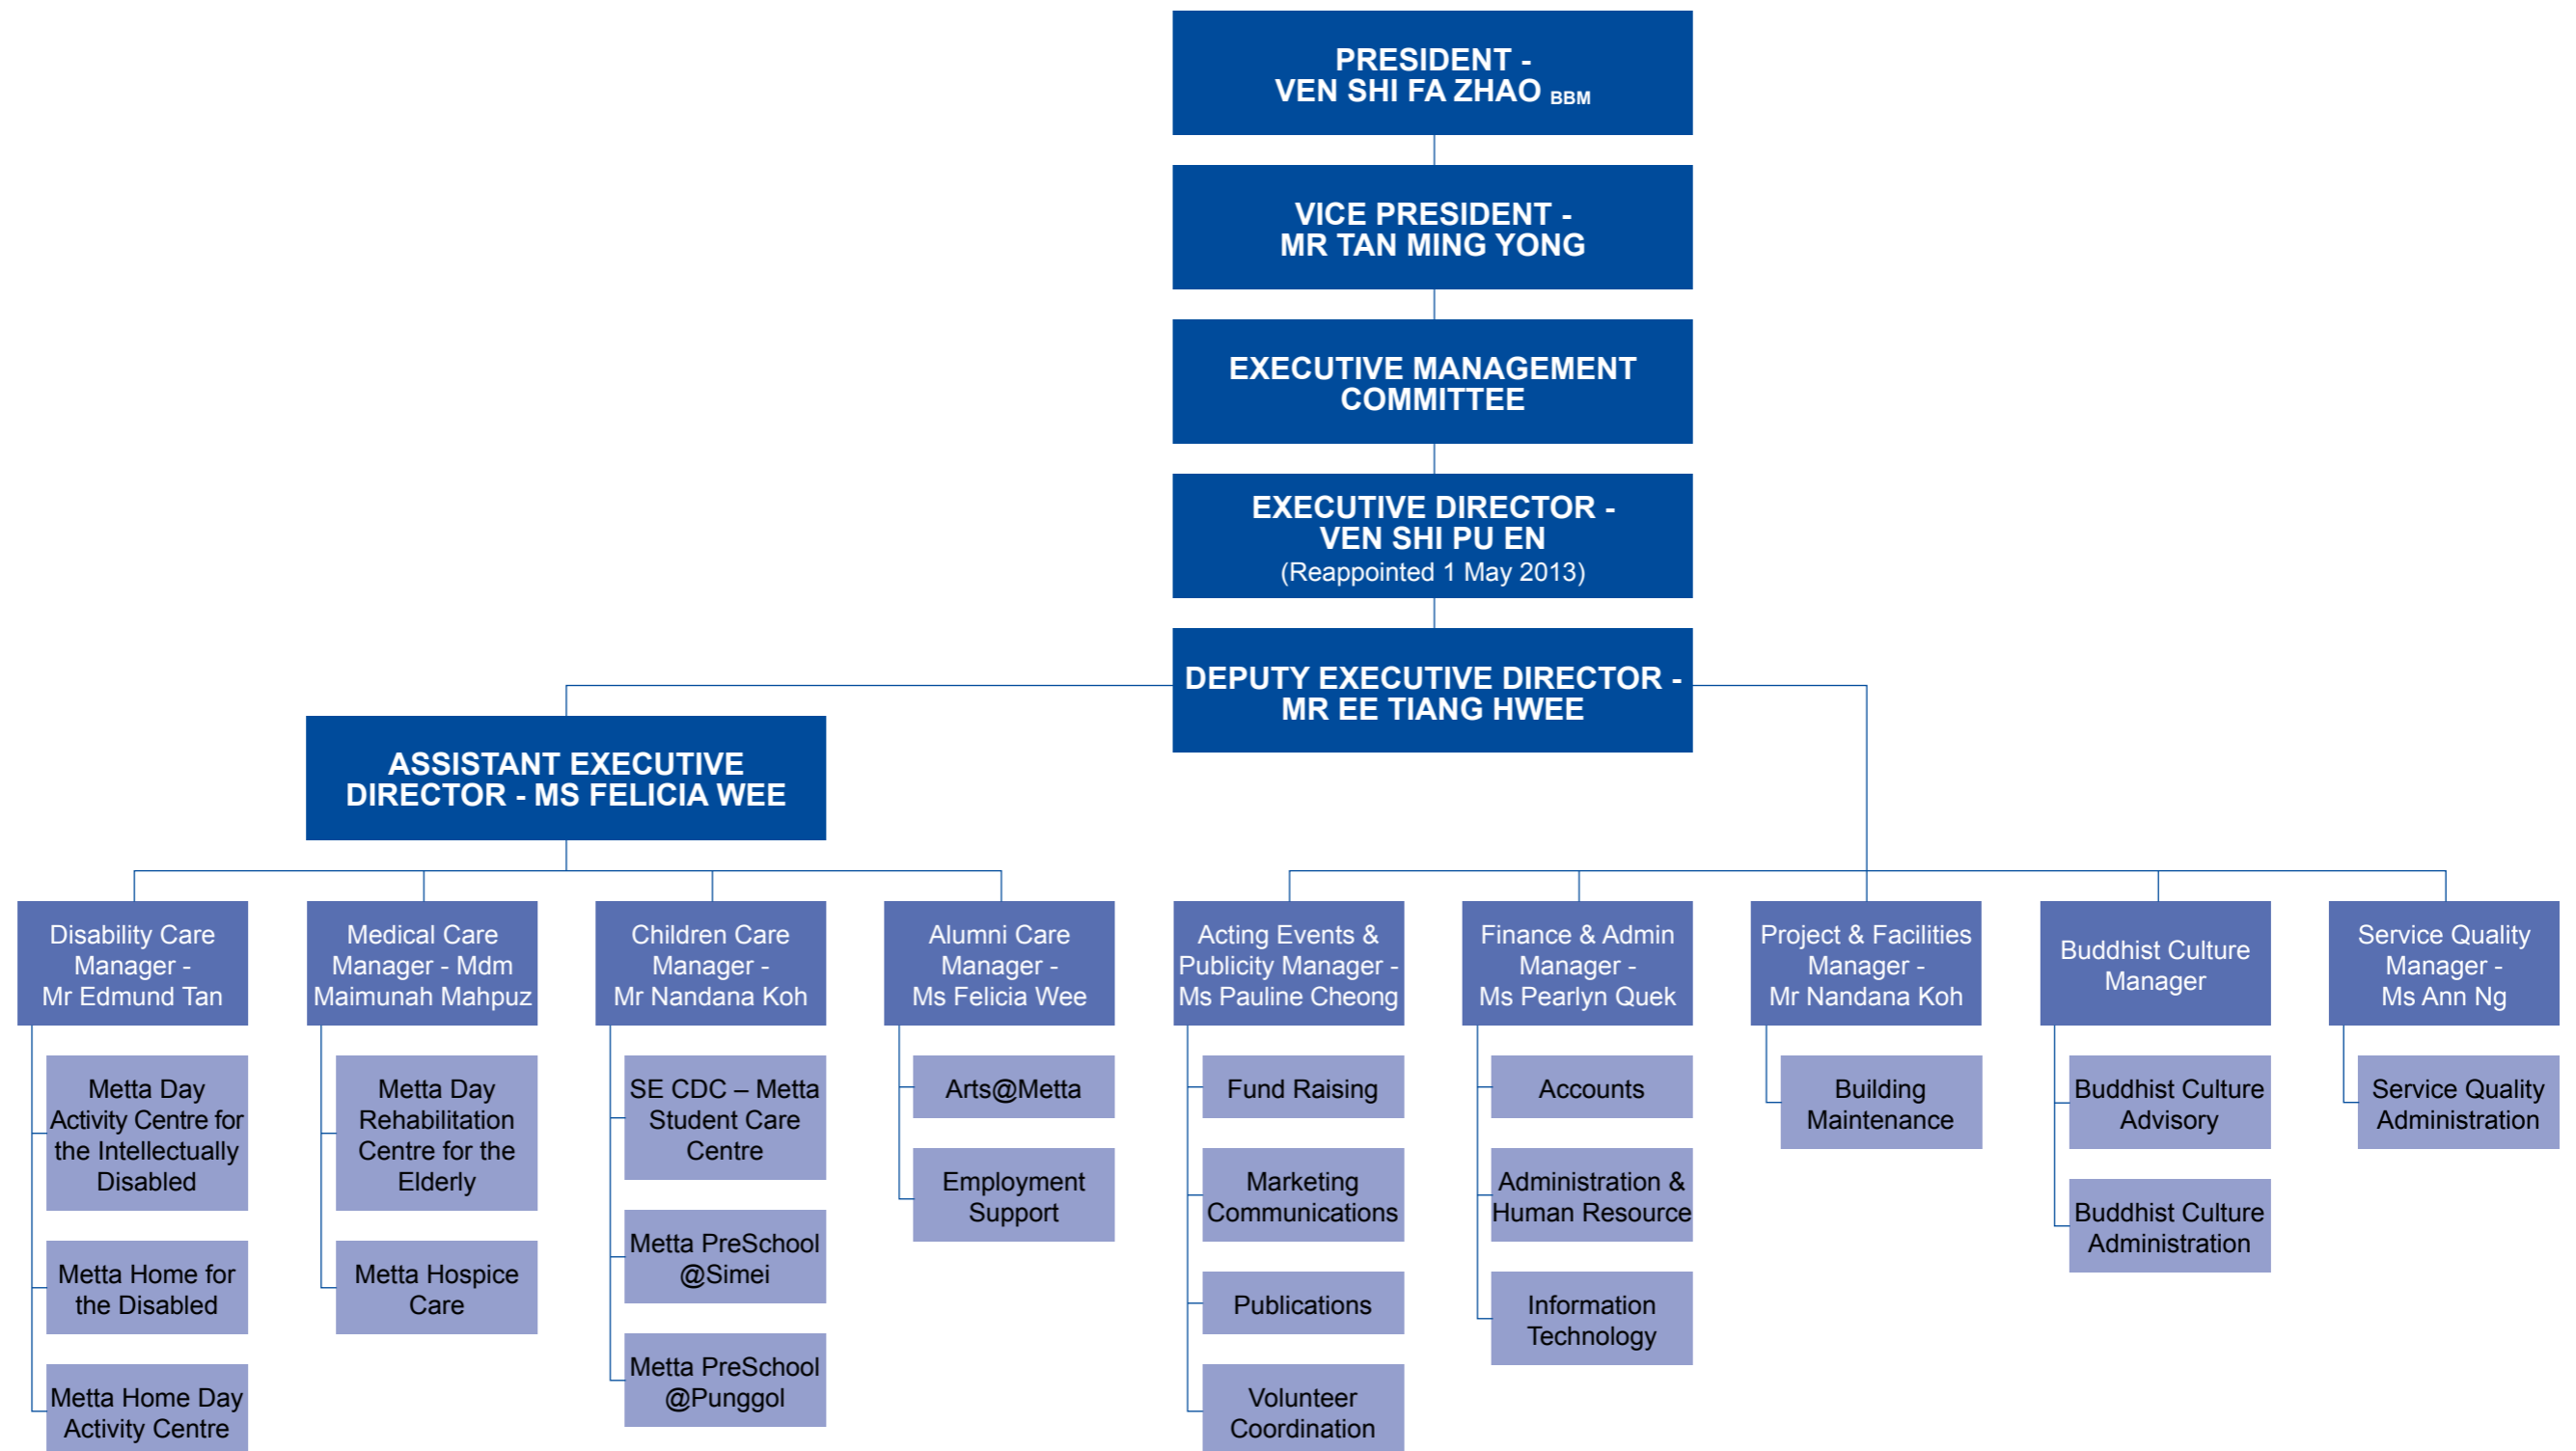 PRESIDENT -
VEN SHI FA ZHAO BBM
VICE PRESIDENT -
MR TAN MING YONG
EXECUTIVE MANAGEMENT
COMMITTEE
EXECUTIVE DIRECTOR -
VEN SHI PU EN
(Reappointed 1 May 2013)
DEPUTY EXECUTIVE DIRECTOR -
MR EE TIANG HWEE
ASSISTANT EXECUTIVE
DIRECTOR - MS FELICIA WEE
Disability Care
Manager -
Mr Edmund Tan
Metta Day
Activity Centre for
the Intellectually
Disabled
Metta Home for
the Disabled
Metta Home Day
Activity Centre
Medical Care
Manager - Mdm
Maimunah Mahpuz
Metta Day
Rehabilitation
Centre for the
Elderly
Metta Hospice
Care
Children Care
Manager -
Mr Nandana Koh
SE CDC – Metta
Student Care
Centre
Metta PreSchool
@Simei
Metta PreSchool
@Punggol
Alumni Care
Manager -
Ms Felicia Wee
Arts@Metta
Employment
Support
Acting Events &
Publicity Manager -
Ms Pauline Cheong
Fund Raising
Marketing
Communications
Publications
Volunteer
Coordination
Finance & Admin
Manager -
Ms Pearlyn Quek
Accounts
Administration &
Human Resource
Information
Technology
Project & Facilities
Manager -
Mr Nandana Koh
Building
Maintenance
Buddhist Culture
Manager
Buddhist Culture
Advisory
Buddhist Culture
Administration
Service Quality
Manager -
Ms Ann Ng
Service Quality
Administration